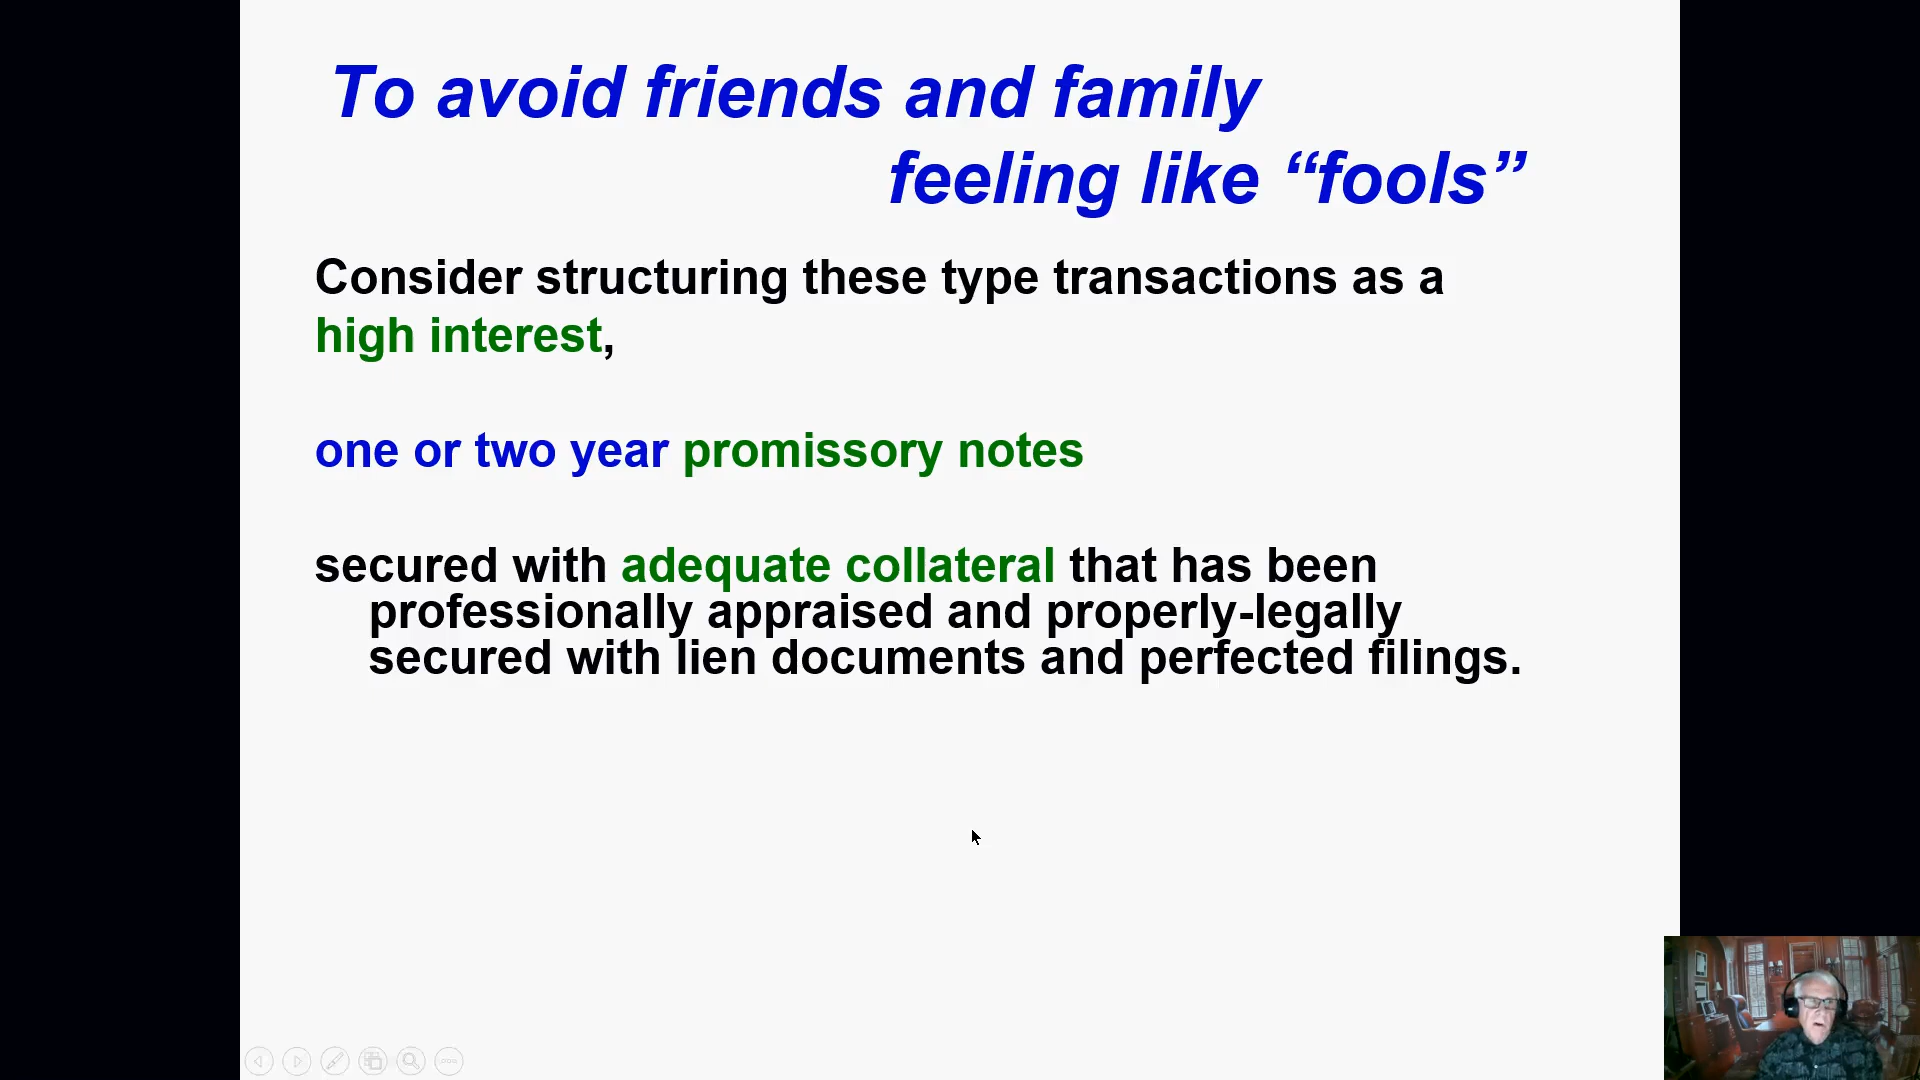 To avoid friends and family
feeling like “fools”
Consider structuring these type transactions as a
high interest,
one or two year promissory notes
secured with adequate collateral that has been
professionally appraised and properly-legally
secured with lien documents and perfected filings.